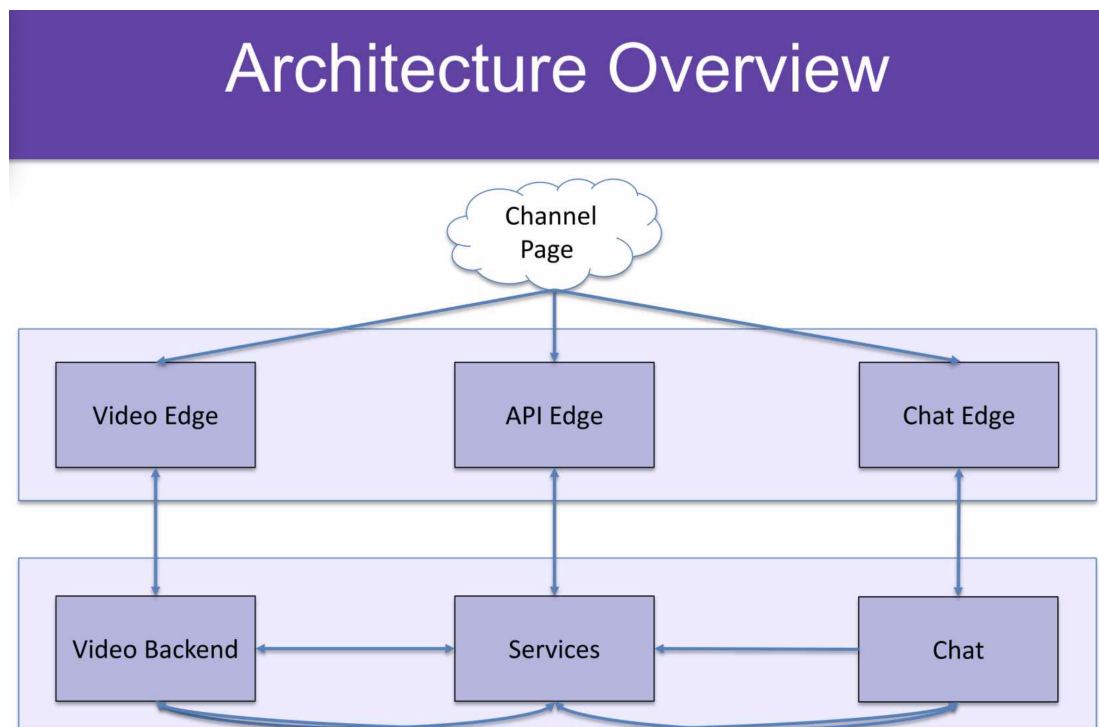 Architecture Overview
Channel
Page
Video Edge
API Edge
Chat Edge
Video Backend
Services
Chat